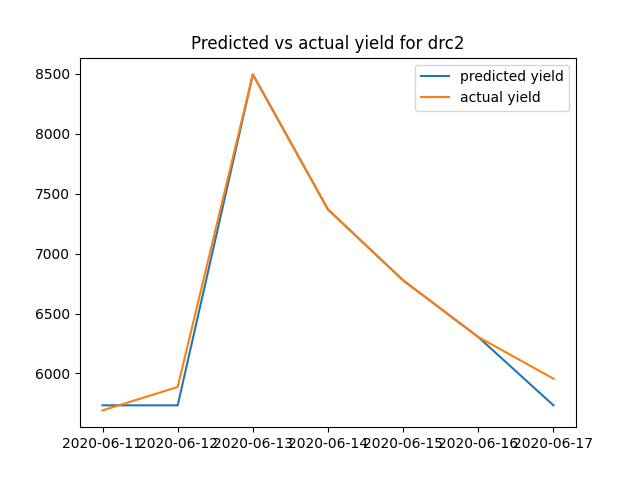 Predicted vs actual yield for drc2
predicted yield
actual yield
8500
8000
7500
7000
6500
6000
2020-06-11 2020-06-12 2020-06-13 2020-06-14 2020-06-15 2020-06-16 2020-06-17